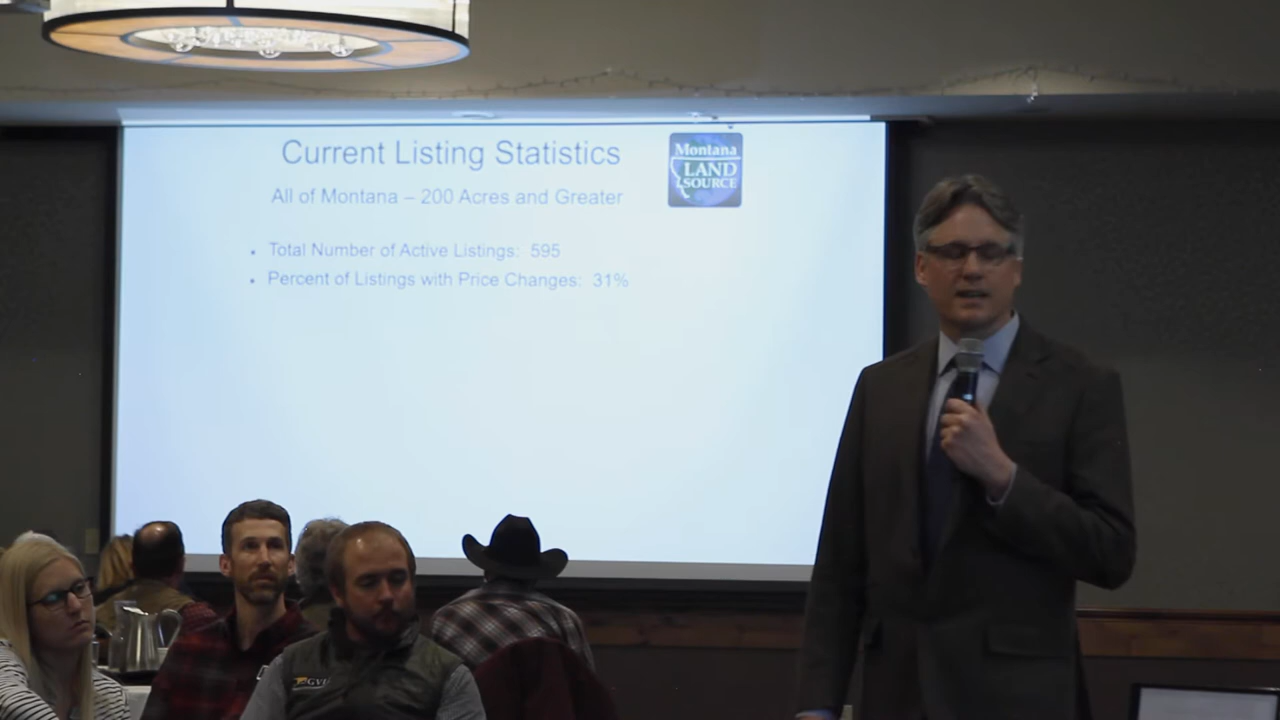 Current Listing Statistics
All of Montana – 200 Acres and Greater
Montana
LAND
SOURCE
• Total Number of Active Listings: 595
• Percent of Listings with Price Changes: 31%